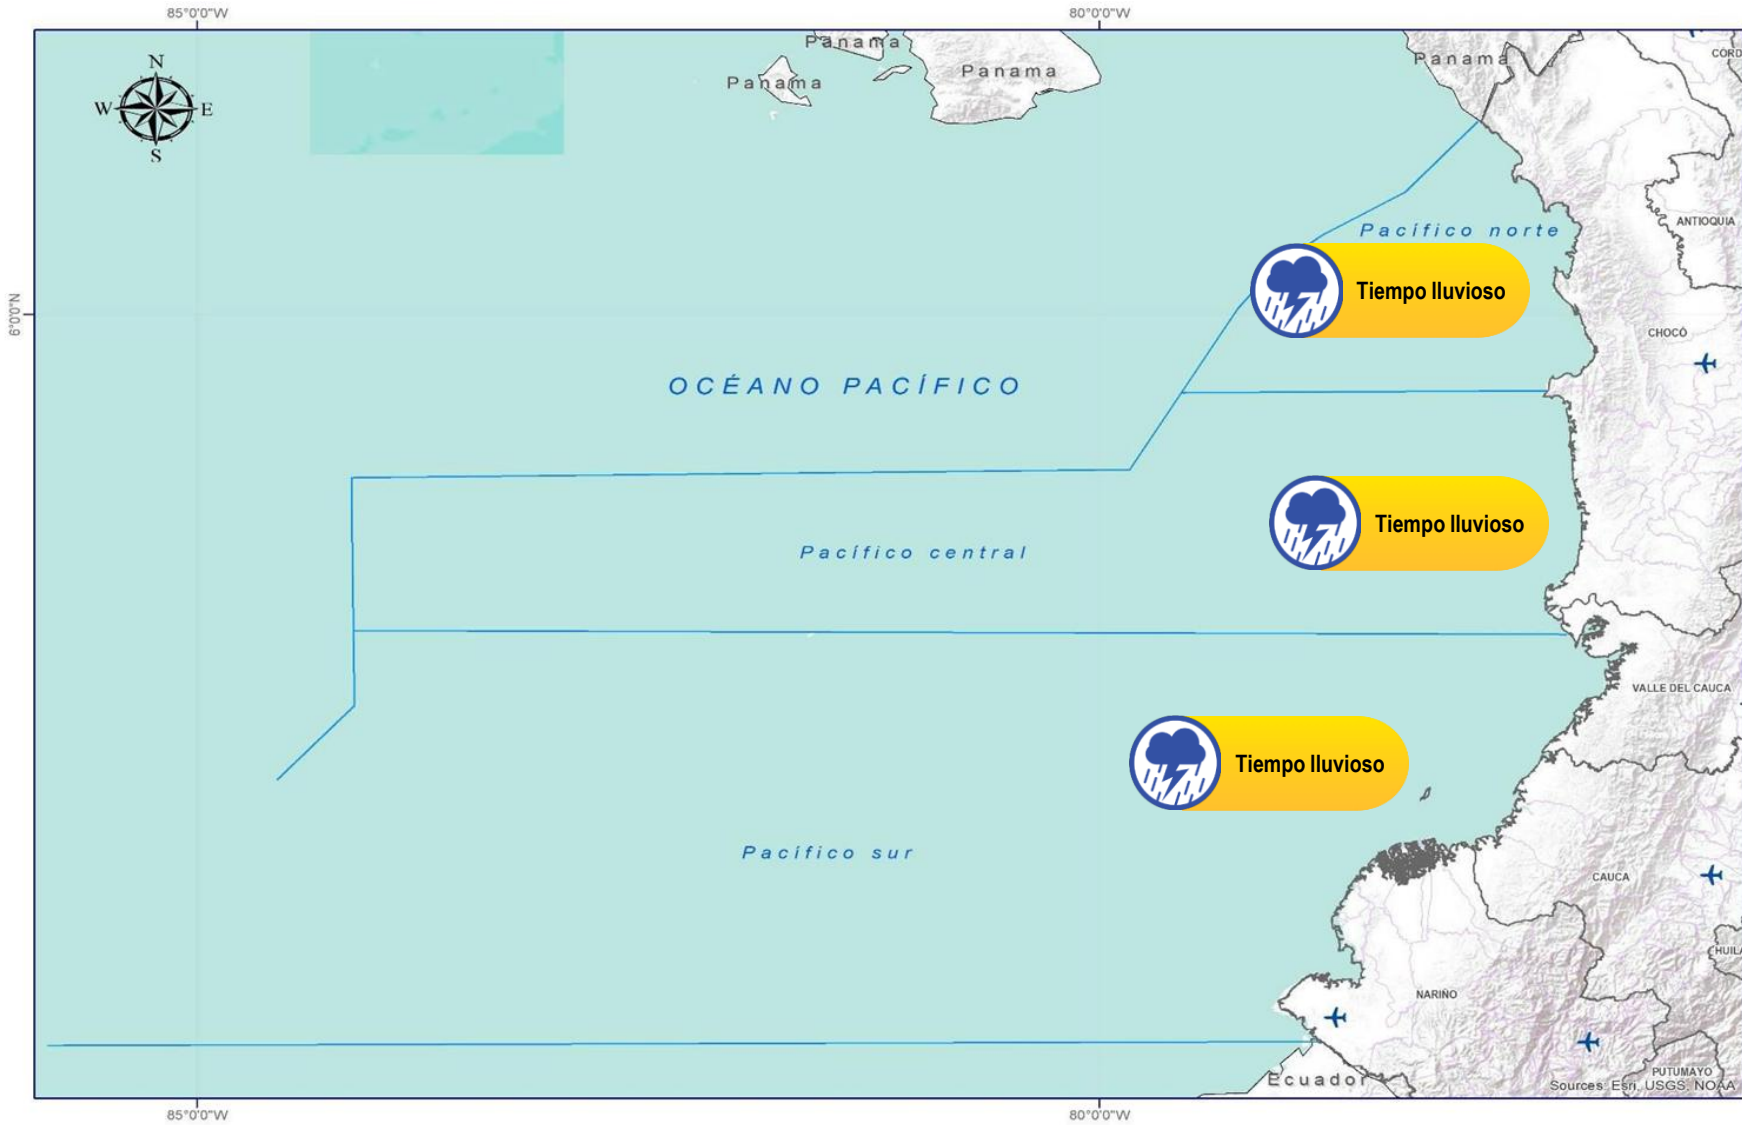 85°0'0"W
80°0'0"W
N
W E
S
Panama
Panama
Panama
Panama
CÓRD
ANTIOQUIA
Pacífico norte
Tiempo lluvioso
6°0'0"N
CHOCÓ
OCÉANO PACÍFICO
Tiempo lluvioso
Pacífico central
VALLE DEL CAUCA
Tiempo lluvioso
Pacífico sur
CAUCA
HUILA
NARIÑO
Ecuador
PUTUMAYO
Sources: Esri, USGS, NOAA
85°0'0"W
80°0'0"W